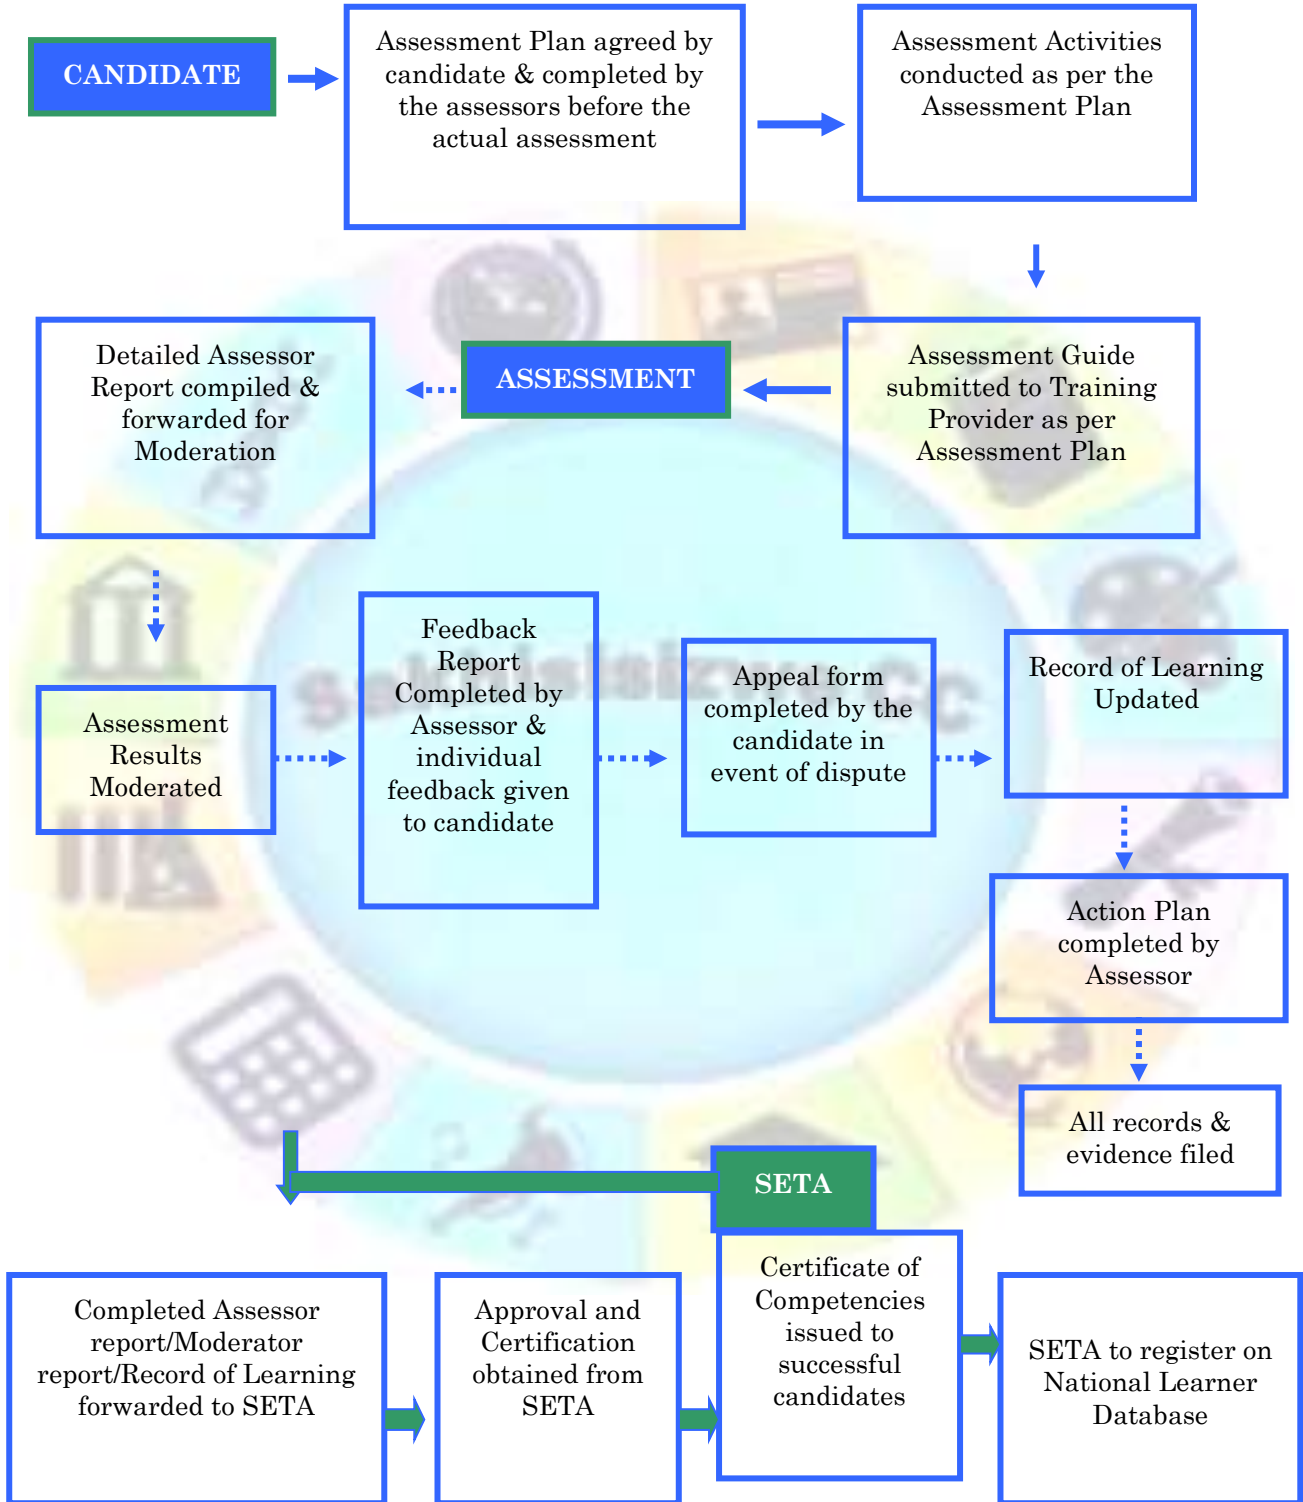 CANDIDATE
Assessment Plan agreed by
candidate & completed by
the assessors before the
actual assessment
Assessment Activities
conducted as per the
Assessment Plan
Assessment Guide
submitted to Training
Provider as per
Assessment Plan
ASSESSMENT
Detailed Assessor
Report compiled &
forwarded for
Moderation
Assessment
Results
Moderated
Feedback
Report
Completed by
Assessor &
individual
feedback given
to candidate
Appeal form
completed by the
candidate in
event of dispute
Record of Learning
Updated
Action Plan
completed by
Assessor
All records &
evidence filed
SETA
Completed Assessor
report/Moderator
report/Record of Learning
forwarded to SETA
Approval and
Certification
obtained from
SETA
Certificate of
Competencies
issued to
successful
candidates
SETA to register on
National Learner
Database